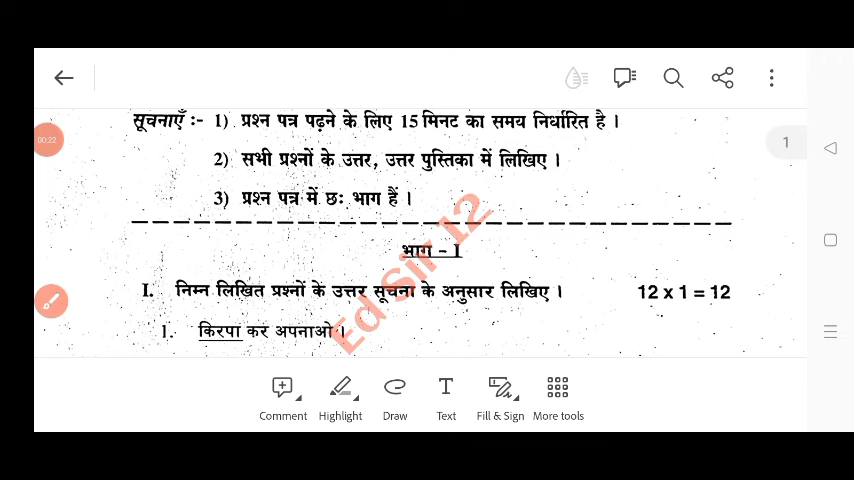 सूचनाएँ :- 1) प्रश्न पत्र पढ़ने के लिए 15 मिनट का समय निर्धारित है ।
00:22
1
2) सभी प्रश्नों के उत्तर, उत्तर पुस्तिका में लिखिए ।
3) प्रश्न पत्र में छः भाग हैं ।
भाग - I
I. निम्न लिखित प्रश्नों के उत्तर सूचना के अनुसार लिखिए । 12 x 1 = 12
1. किरपा कर अपनाओ ।
Ed Sir 12
Comment Highlight Draw Text Fill & Sign More tools